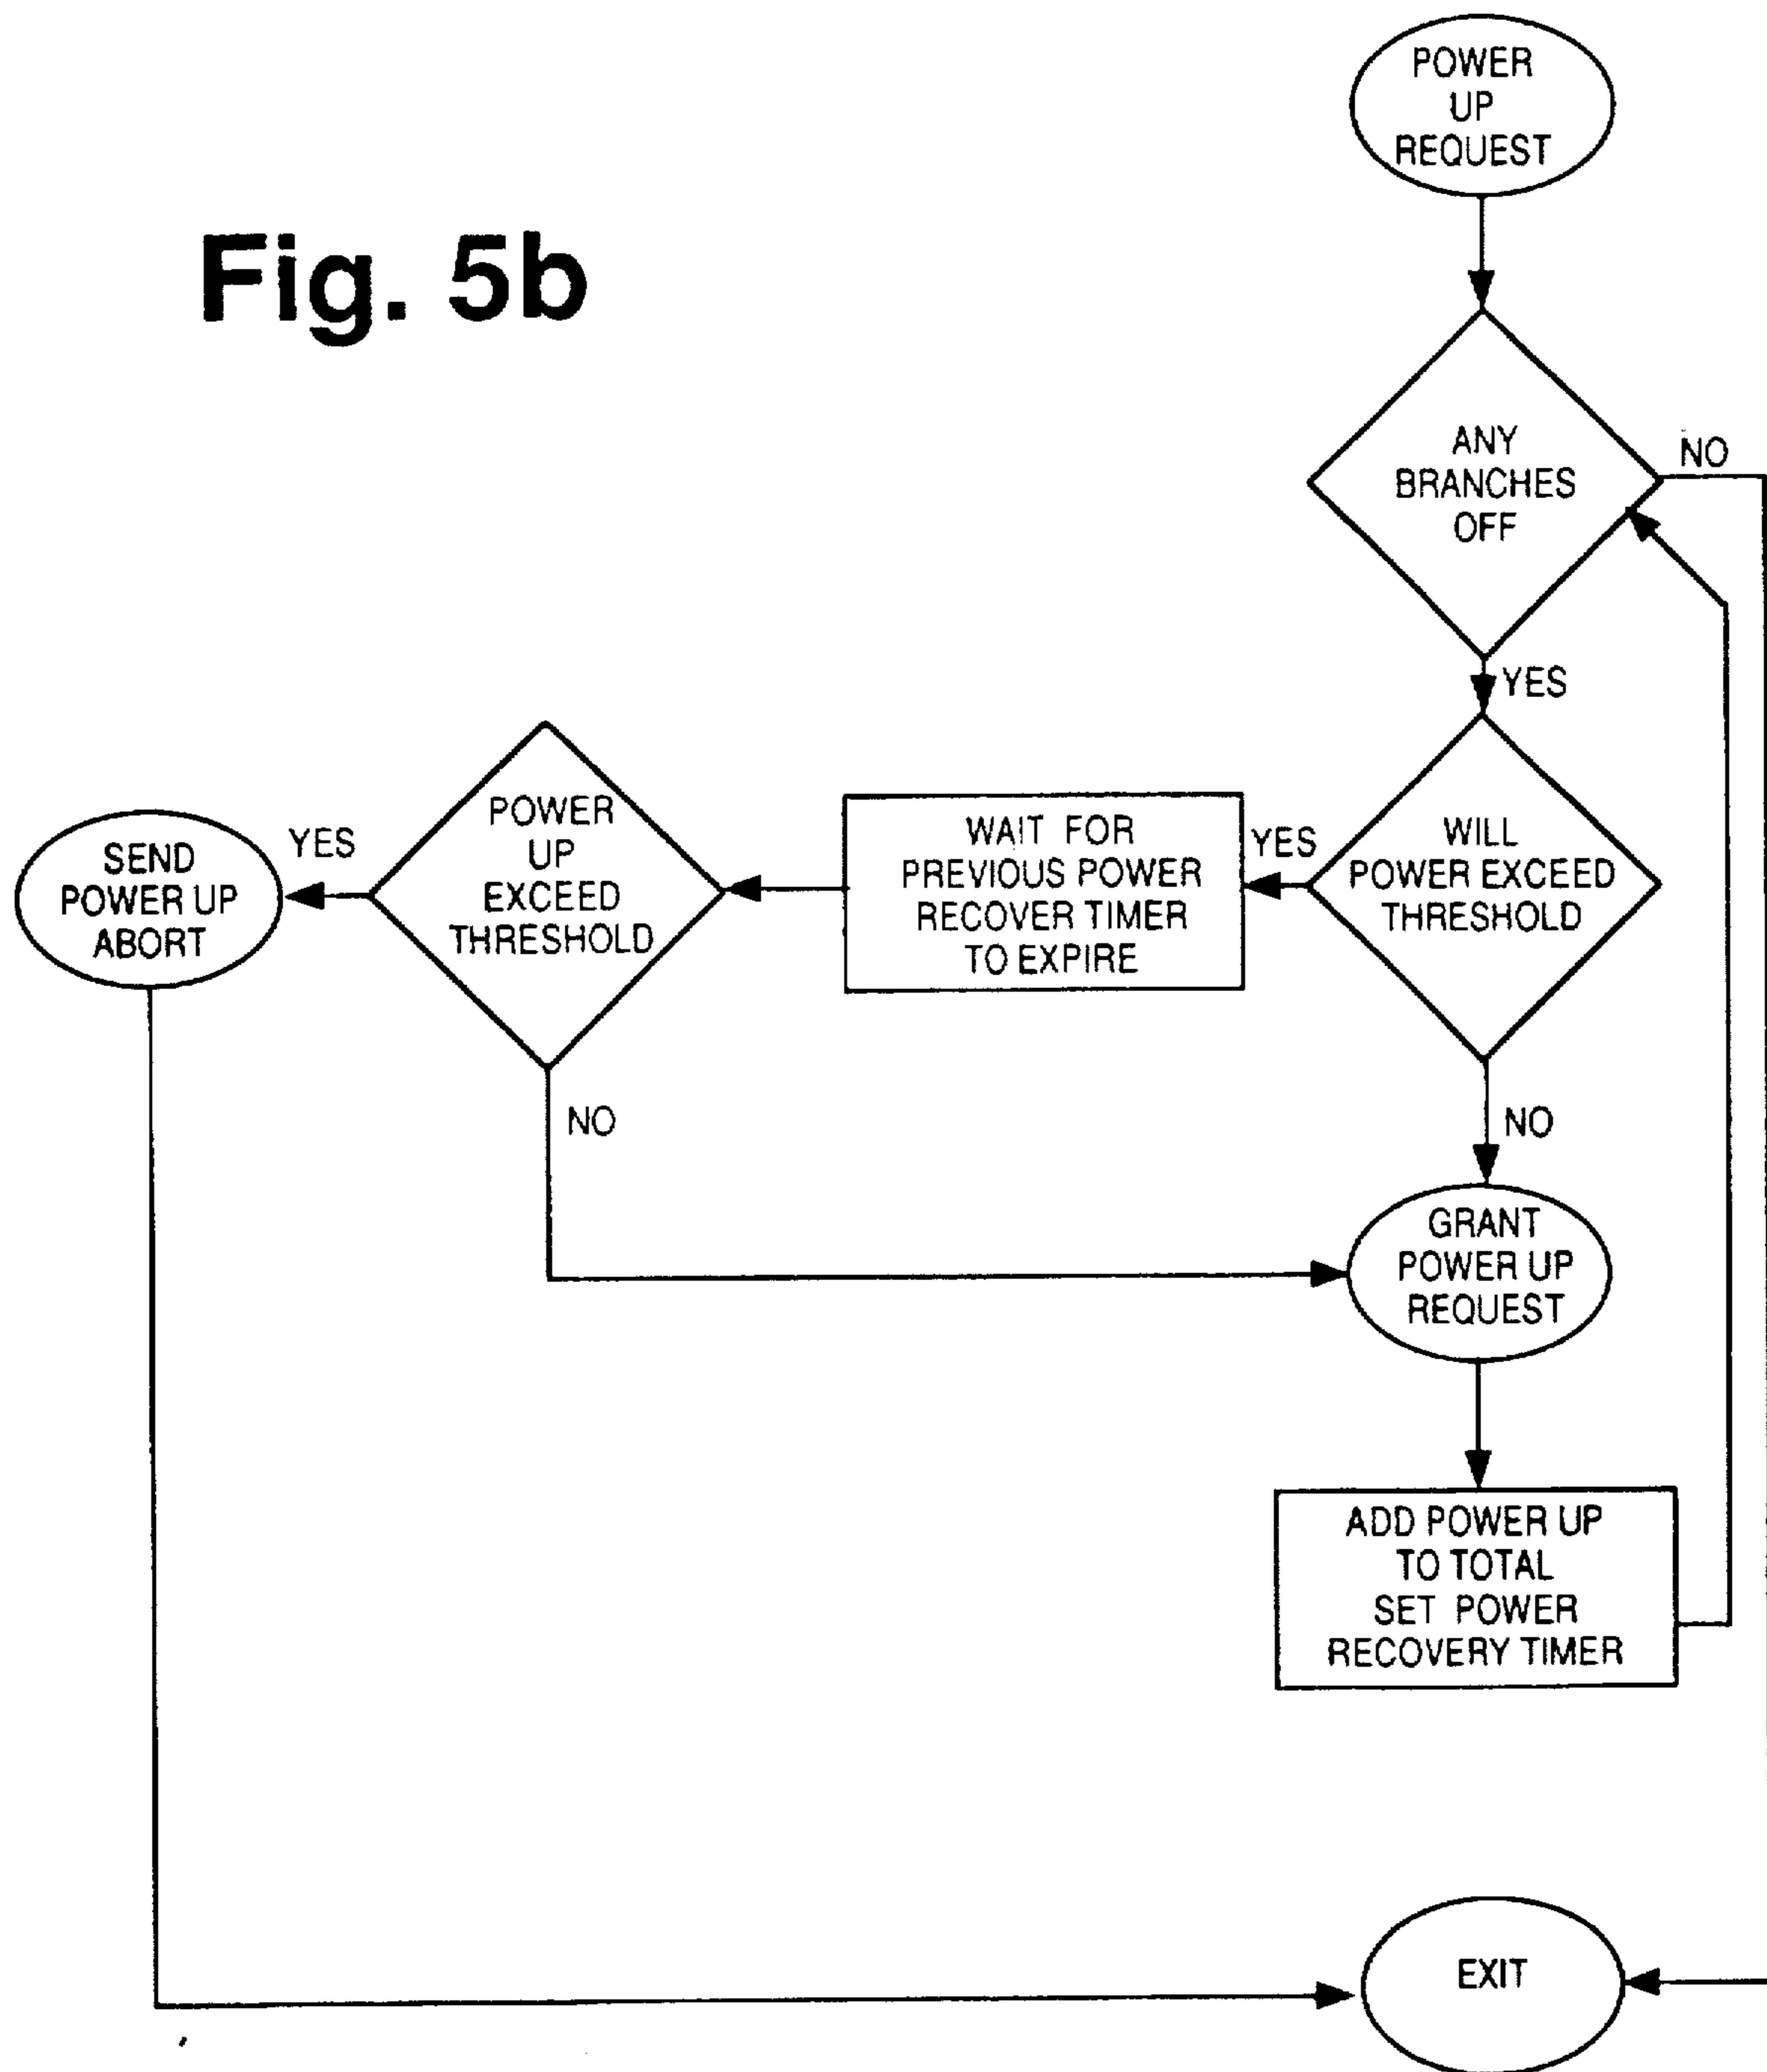 Fig. 5b
POWER
UP
REQUEST
ANY
BRANCHES
OFF
NO
YES
WILL
POWER EXCEED
THRESHOLD
YES
WAIT FOR
PREVIOUS POWER
RECOVER TIMER
TO EXPIRE
POWER
UP
EXCEED
THRESHOLD
YES
SEND
POWER UP
ABORT
NO
NO
GRANT
POWER UP
REQUEST
ADD POWER UP
TO TOTAL
SET POWER
RECOVERY TIMER
EXIT